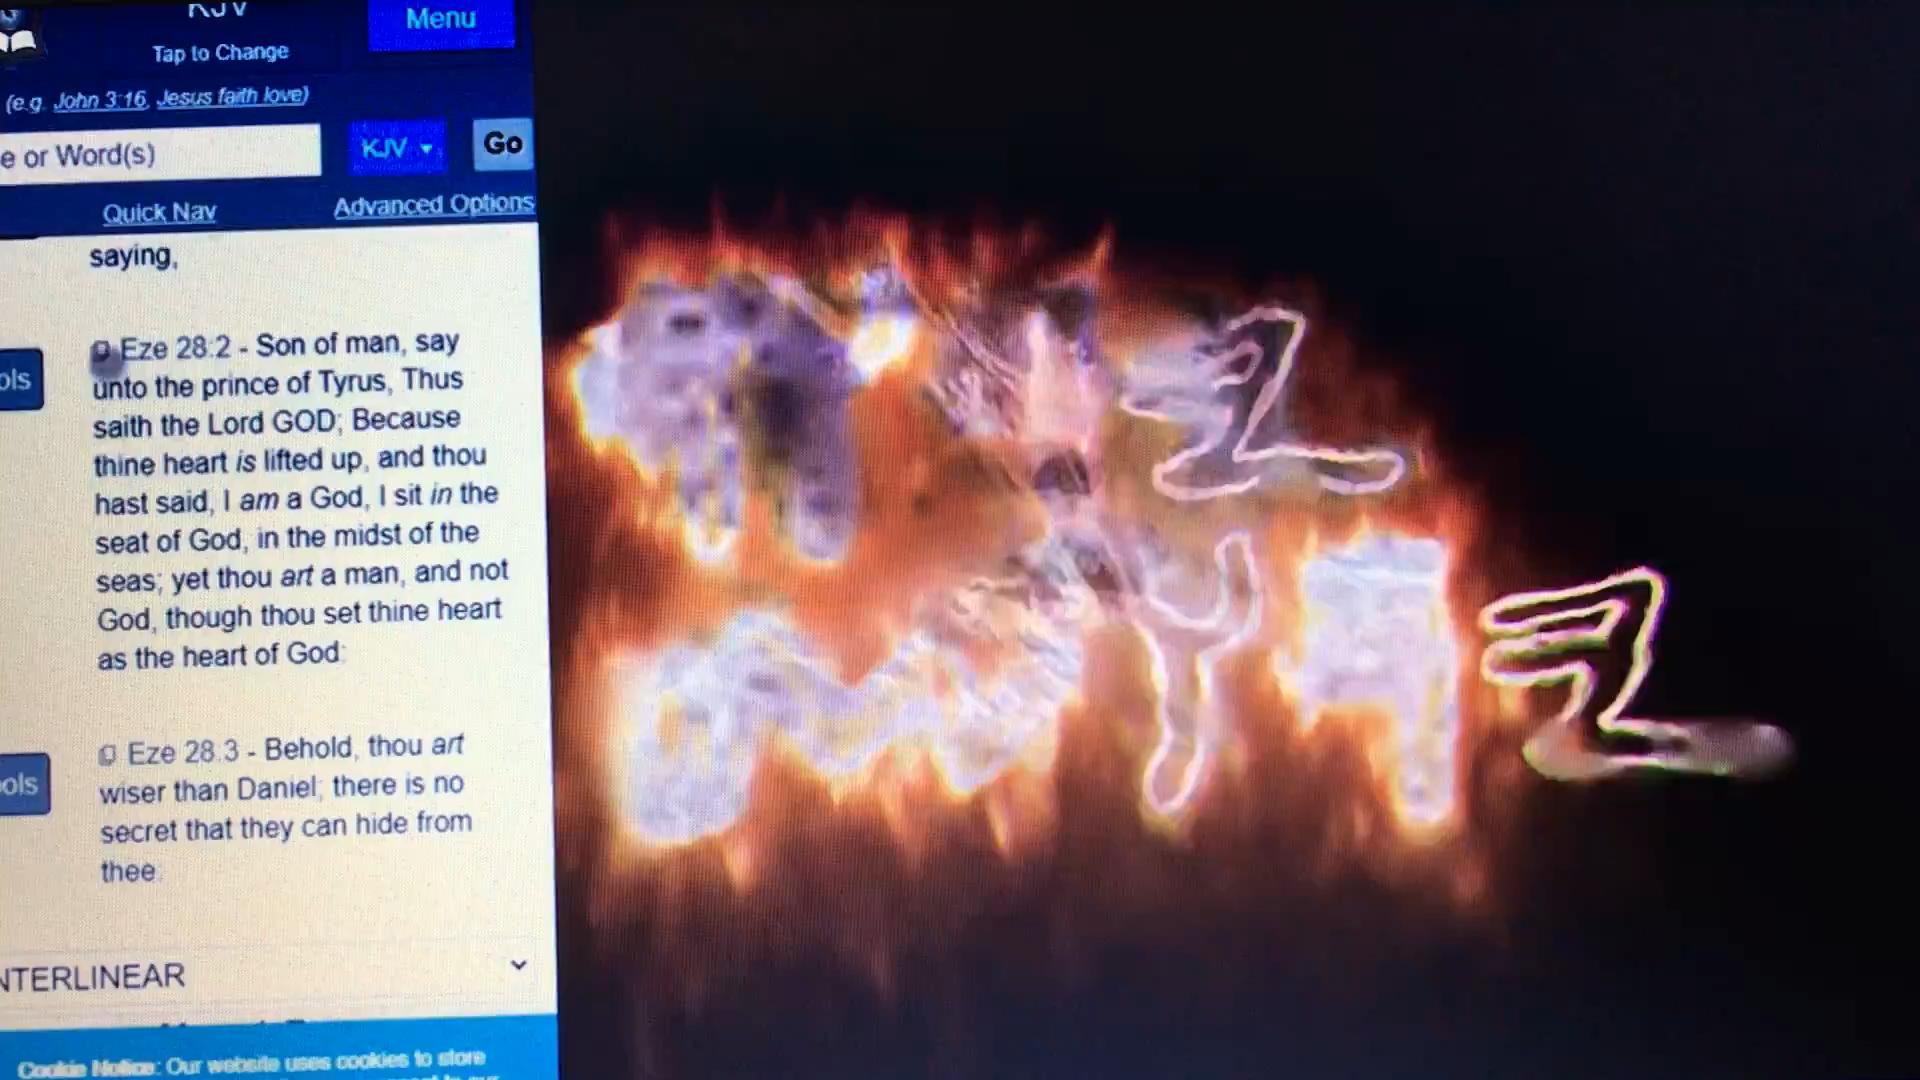 KJV
Menu
Tap to Change
(e.g. John 3:16, Jesus faith love)
e or Word(s)
KJV
Go
Quick Nav
Advanced Options
saying,
Eze 28:2 - Son of man, say
unto the prince of Tyrus, Thus
saith the Lord GOD; Because
thine heart is lifted up, and thou
hast said, I am a God, I sit in the
seat of God, in the midst of the
seas; yet thou art a man, and not
God, though thou set thine heart
as the heart of God:
ols
Eze 28:3 - Behold, thou art
wiser than Daniel; there is no
secret that they can hide from
thee:
ols
NTERLINEAR
Cookie Notice: Our website uses cookies to store